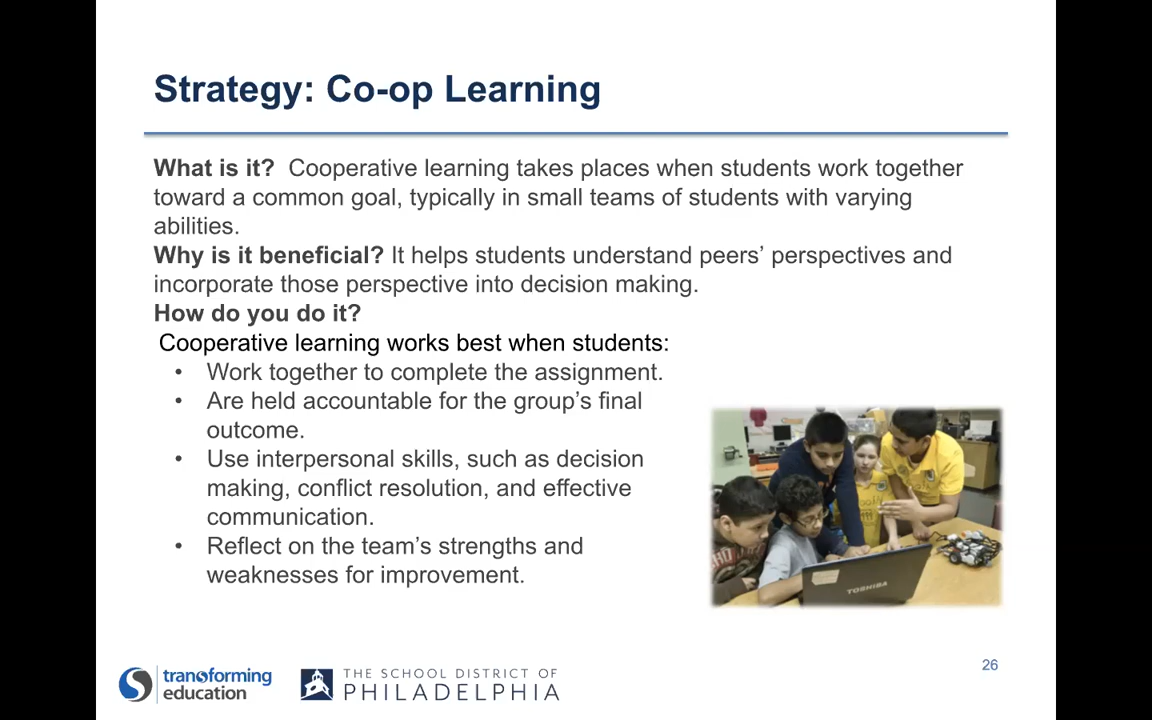 Strategy: Co-op Learning
What is it? Cooperative learning takes places when students work together
toward a common goal, typically in small teams of students with varying
abilities.
Why is it beneficial? It helps students understand peers’ perspectives and
incorporate those perspective into decision making.
How do you do it?
Cooperative learning works best when students:
• Work together to complete the assignment.
• Are held accountable for the group’s final
outcome.
• Use interpersonal skills, such as decision
making, conflict resolution, and effective
communication.
• Reflect on the team’s strengths and
weaknesses for improvement.
TOSHIBA
transforming
education
THE SCHOOL DISTRICT OF
PHILADELPHIA
26